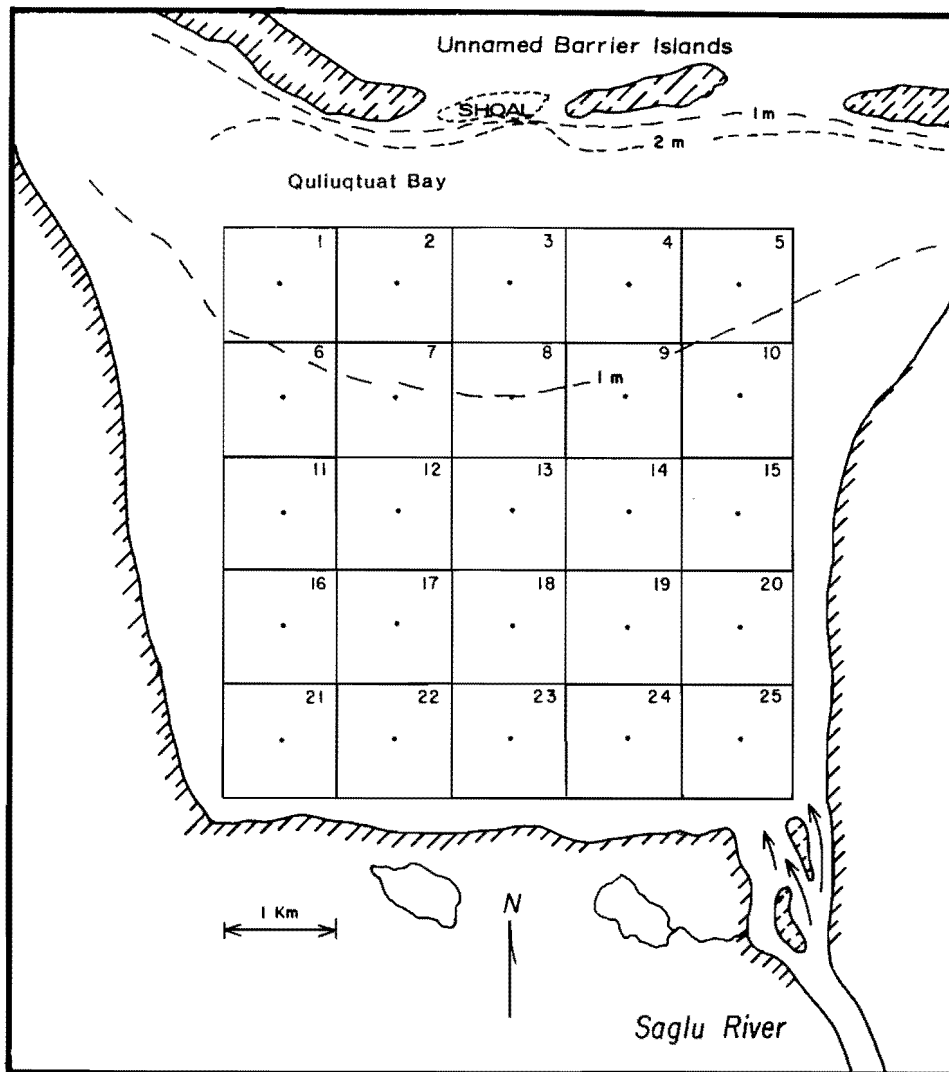 Unnamed Barrier Islands
SHOAL
1m
2 m
Quliuqtuat Bay
1 2 3 4 5
6 7 8 9 10
1 m
11 12 13 14 15
16 17 18 19 20
21 22 23 24 25
1 Km
N
Saglu River